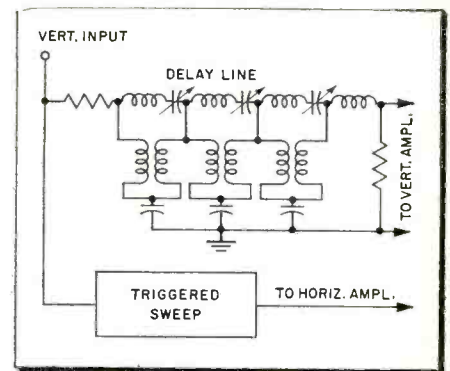 VERT. INPUT
DELAY LINE
TO VERT. AMPL.
TRIGGERED
SWEEP
TO HORIZ. AMPL.